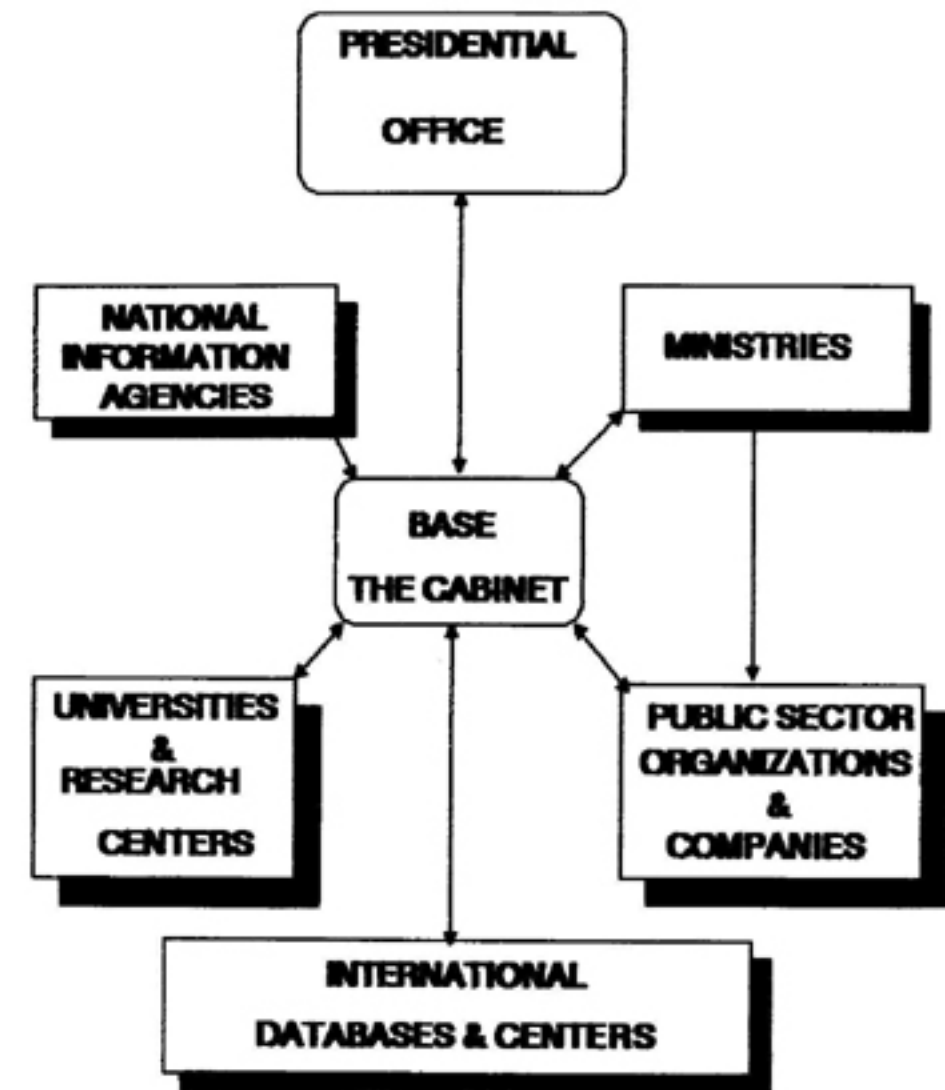 PRESIDENTIAL
OFFICE
NATIONAL
INFORMATION
AGENCIES
MINISTRIES
BASE
THE CABINET
UNIVERSITIES
&
RESEARCH
CENTERS
PUBLIC SECTOR
ORGANIZATIONS
&
COMPANIES
INTERNATIONAL
DATABASES & CENTERS